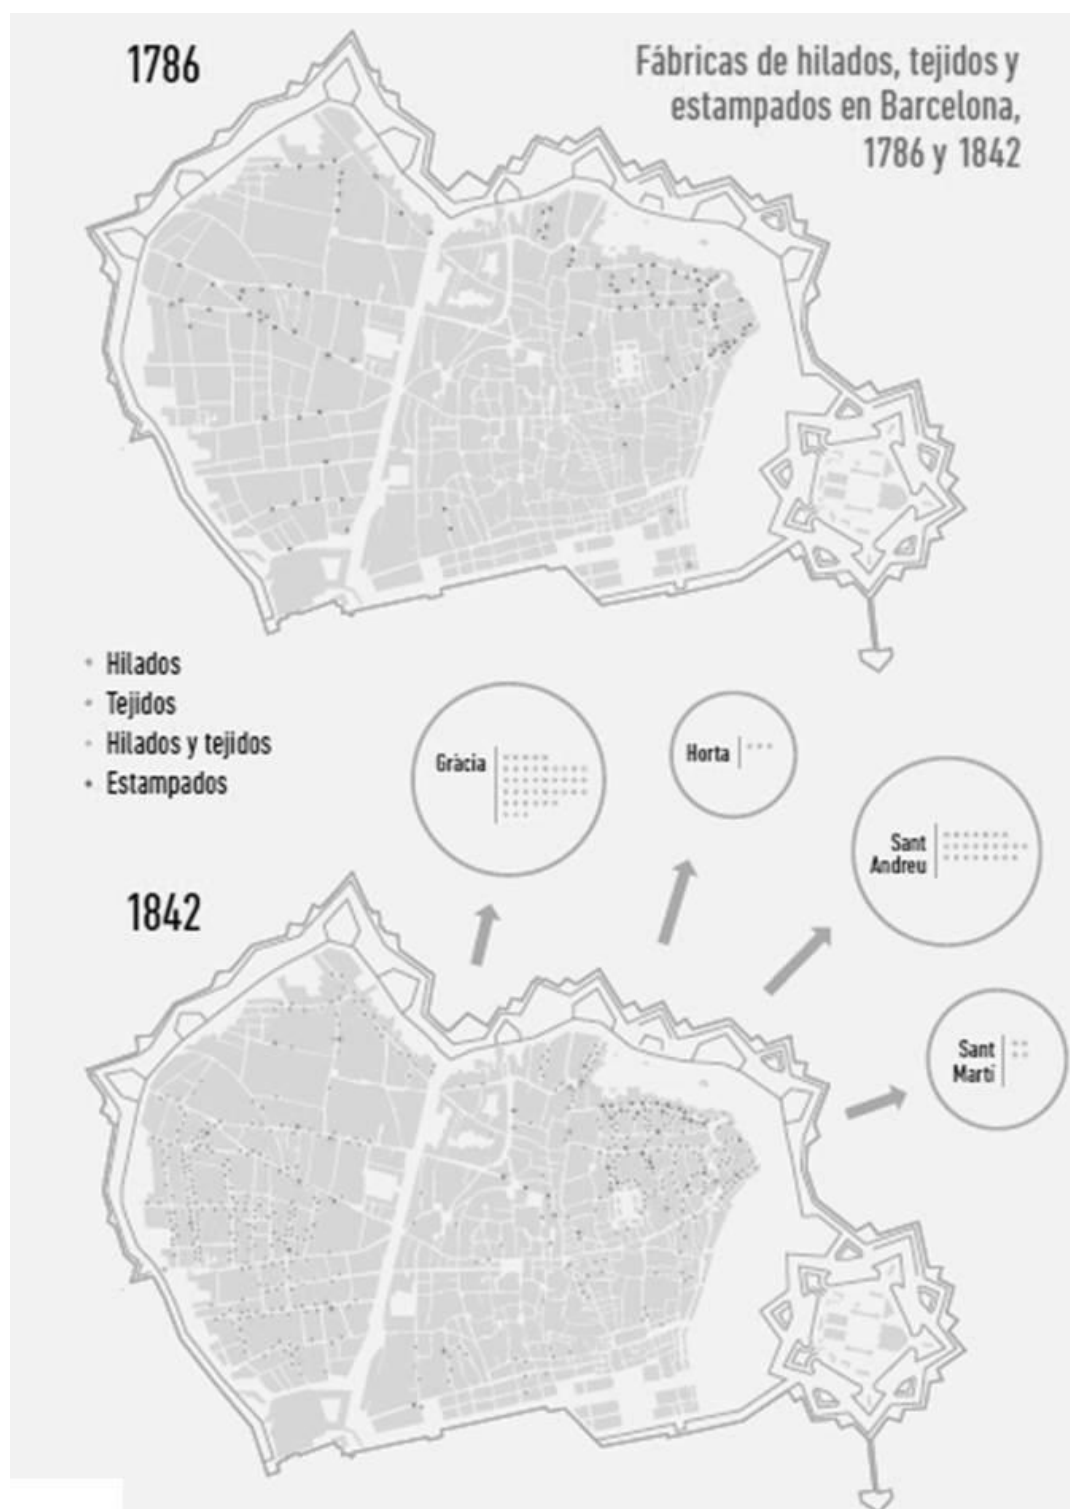 1786
Fábricas de hilados, tejidos y
estampados en Barcelona,
1786 y 1842
Hilados
Tejidos
Hilados y tejidos
Estampados
Gràcia
Horta
Sant
Andreu
1842
Sant
Martí